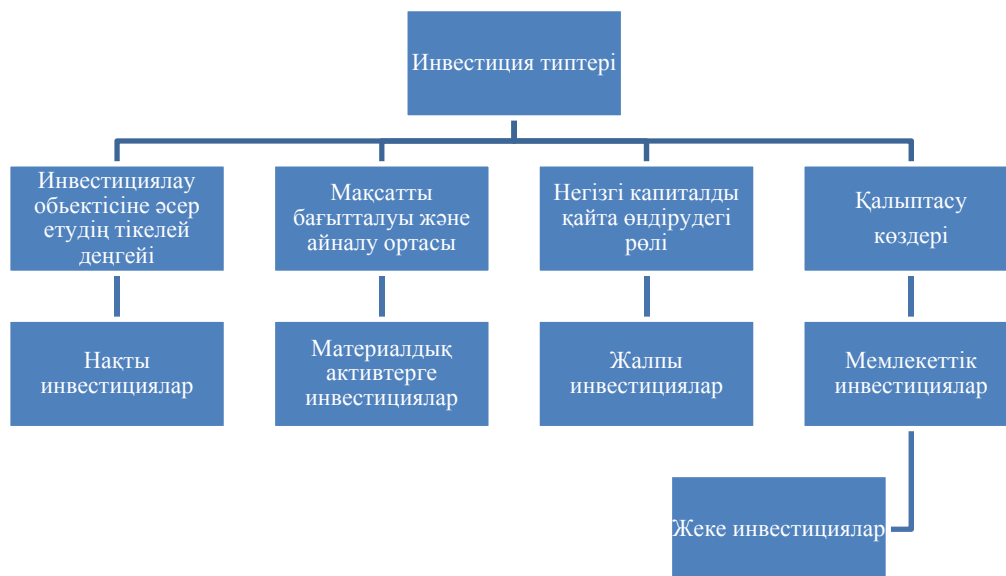 Инвестиция типтері
Инвестициялау
обьектісіне әсер
етудің тікелей
деңгейі
Мақсатты
бағытталуы және
айналу ортасы
Негізгі капиталды
қайта өндірудегі
рөлі
Қалыптасу
көздері
Нақты
инвестициялар
Материалдық
активтерге
инвестициялар
Жалпы
инвестициялар
Мемлекеттік
инвестициялар
Жеке инвестициялар